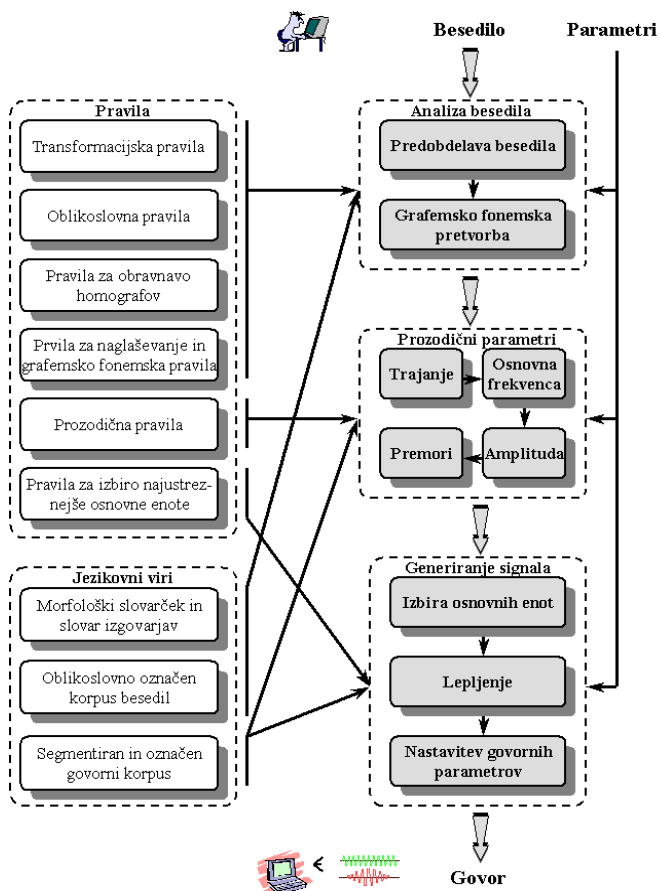 Besedilo
Parametri
Pravila
Transformacijska pravila
Oblikoslovna pravila
Pravila za obravnavo
homografov
Prvila za naglaševanje in
grafemsko fonemska pravila
Prozodična pravila
Pravila za izbiro najustrez-
nejše osnovne enote
Jezikovni viri
Morfološki slovarček in
slovar izgovarjav
Oblikoslovno označen
korpus besedil
Segmentiran in označen
govorni korpus
Analiza besedila
Predobdelava besedila
Grafemsko fonemska
pretvorba
Prozodični parametri
Trajanje
Osnovna
frekvenca
Premori
Amplituda
Generiranje signala
Izbira osnovnih enot
Lepljenje
Nastavitev govornih
parametrov
Govor